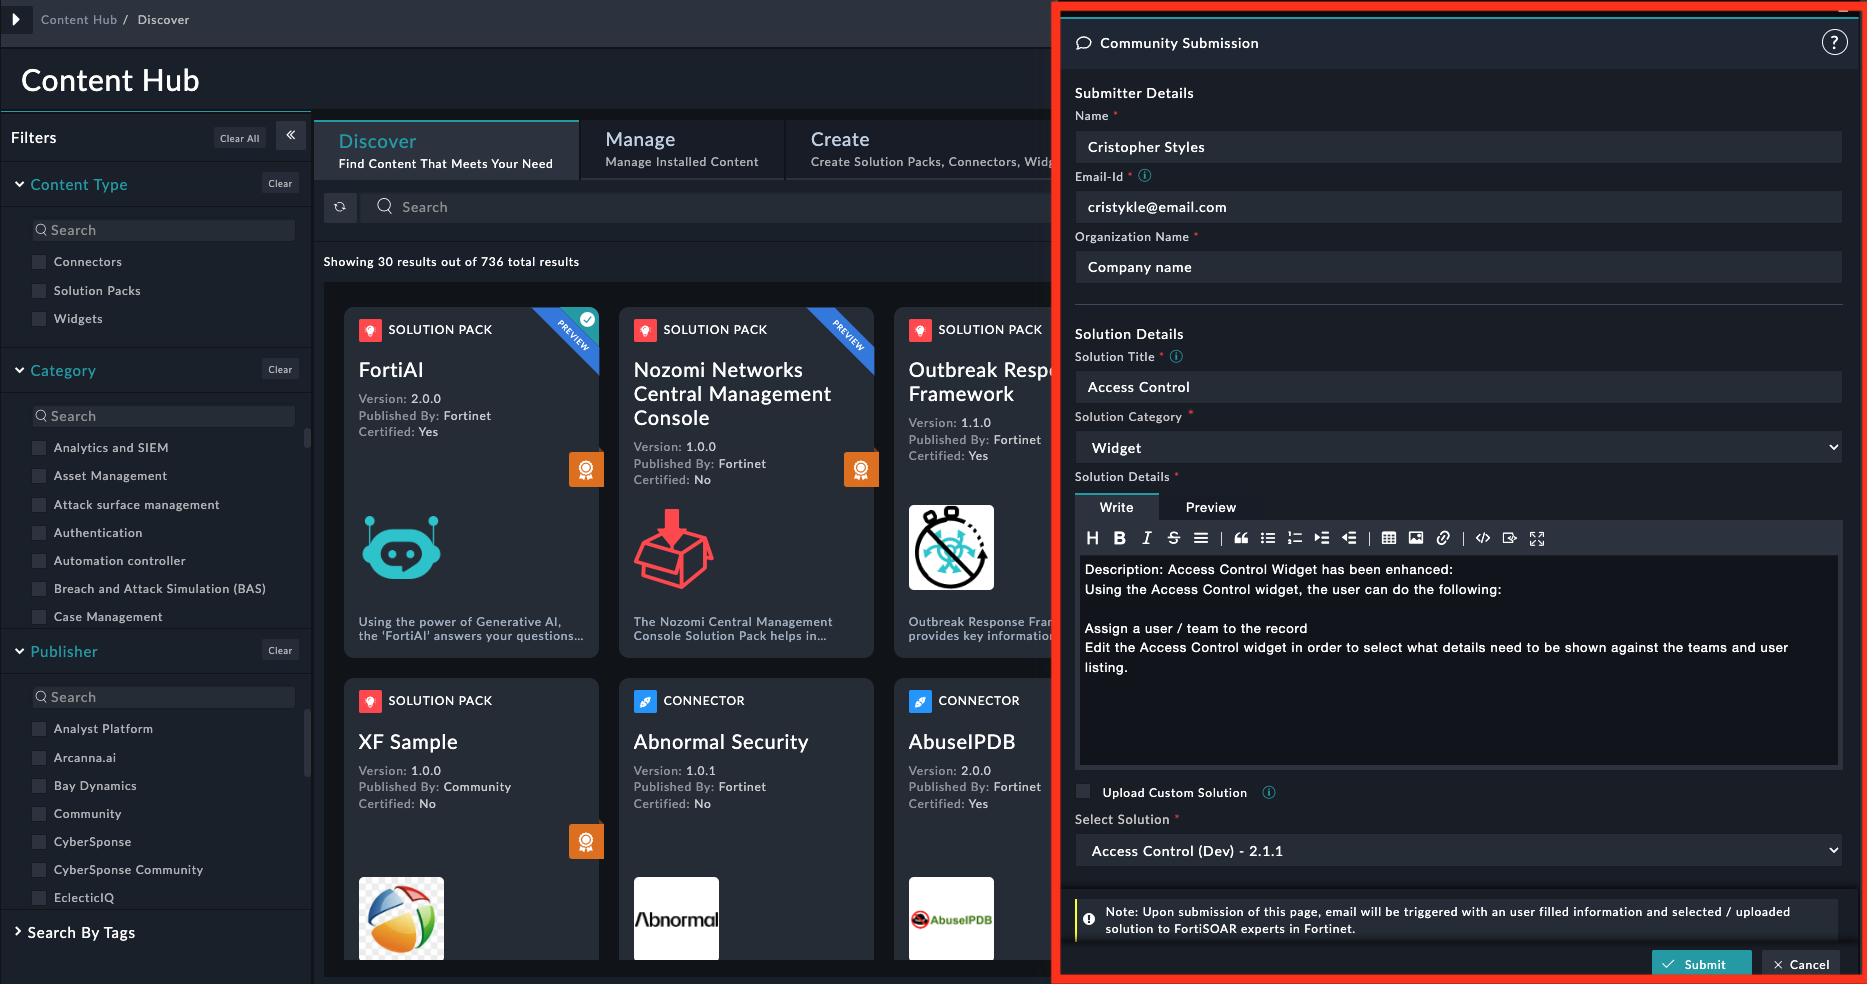 Content Hub / Discover
Content Hub
Filters
Clear All
Content Type
Clear
Search
Connectors
Solution Packs
Widgets
Category
Clear
Search
Analytics and SIEM
Asset Management
Attack surface management
Authentication
Automation controller
Breach and Attack Simulation (BAS)
Case Management
Publisher
Clear
Search
Analyst Platform
Arcanna.ai
Bay Dynamics
Community
CyberSponse
CyberSponse Community
EclecticIQ
Search By Tags
Discover
Find Content That Meets Your Need
Manage
Manage Installed Content
Create
Create Solution Packs, Connectors, Widg
Search
Showing 30 results out of 736 total results
SOLUTION PACK
PREVIEW
FortiAI
Version: 2.0.0
Published By: Fortinet
Certified: Yes
Using the power of Generative AI,
the 'FortiAI' answers your questions...
SOLUTION PACK
PREVIEW
Nozomi Networks
Central Management
Console
Version: 1.0.0
Published By: Fortinet
Certified: No
The Nozomi Central Management
Console Solution Pack helps in...
SOLUTION PACK
Outbreak Respo
Framework
Version: 1.1.0
Published By: Fortinet
Certified: Yes
Outbreak Response Fram
provides key information
SOLUTION PACK
XF Sample
Version: 1.0.0
Published By: Community
Certified: No
CONNECTOR
Abnormal Security
Version: 1.0.1
Published By: Fortinet
Certified: No
Abnormal
CONNECTOR
AbuseIPDB
Version: 2.0.0
Published By: Fortinet
Certified: Yes
AbuseIPDB
Community Submission
?
Submitter Details
Name *
Cristopher Styles
Email-Id *
cristykle@email.com
Organization Name *
Company name
Solution Details
Solution Title *
Access Control
Solution Category *
Widget
Solution Details *
Write
Preview
Description: Access Control Widget has been enhanced:
Using the Access Control widget, the user can do the following:
Assign a user / team to the record
Edit the Access Control widget in order to select what details need to be shown against the teams and user
listing.
Upload Custom Solution
Select Solution *
Access Control (Dev) - 2.1.1
Note: Upon submission of this page, email will be triggered with an user filled information and selected / uploaded
solution to FortiSOAR experts in Fortinet.
Submit
Cancel